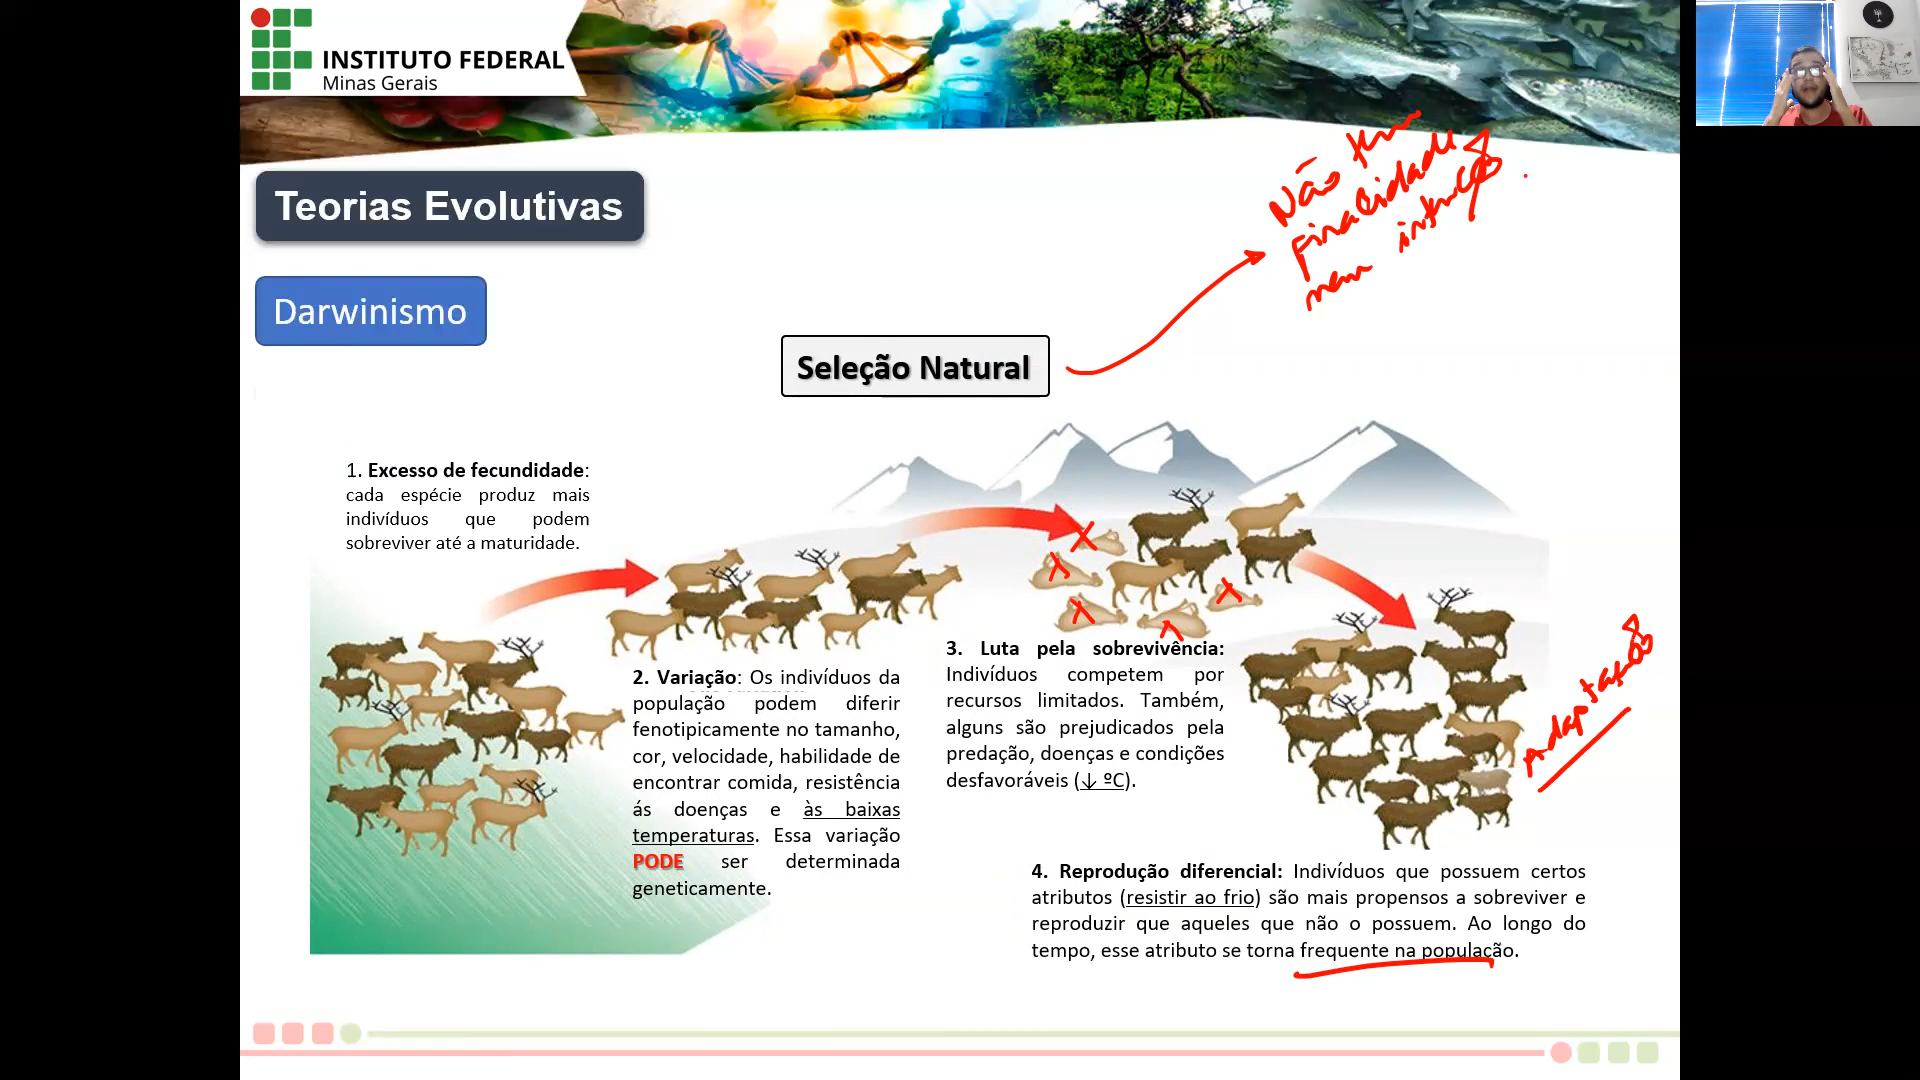 INSTITUTO FEDERAL
Minas Gerais
Teorias Evolutivas
Darwinismo
Seleção Natural
Não tem
finalidade
nem intenção
1. Excesso de fecundidade:
cada espécie produz mais
indivíduos que podem
sobreviver até a maturidade.
2. Variação: Os indivíduos da
população podem diferir
fenotipicamente no tamanho,
cor, velocidade, habilidade de
encontrar comida, resistência
ás doenças e às baixas
temperaturas. Essa variação
PODE ser determinada
geneticamente.
3. Luta pela sobrevivência:
Indivíduos competem por
recursos limitados. Também,
alguns são prejudicados pela
predação, doenças e condições
desfavoráveis (↓ ºC).
Adaptação
4. Reprodução diferencial: Indivíduos que possuem certos
atributos (resistir ao frio) são mais propensos a sobreviver e
reproduzir que aqueles que não o possuem. Ao longo do
tempo, esse atributo se torna frequente na população.